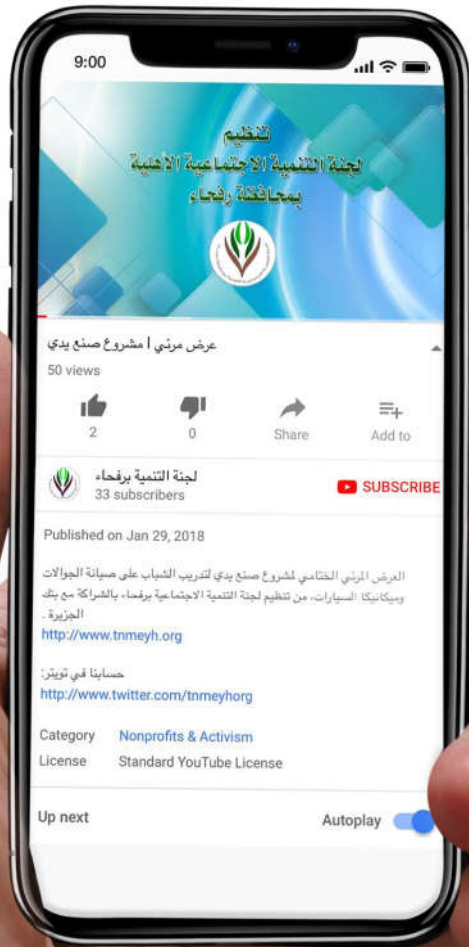 9:00
تنظيم
لجنة التنمية الاجتماعية الأهلية
بمحافظة رفحاء
عرض مرئي | مشروع صنع يدي
50 views
2
0
Share
Add to
لجنة التنمية برفحاء
33 subscribers
SUBSCRIBE
Published on Jan 29, 2018
العرض المرئي الختامي لمشروع صنع يدي لتدريب الشباب على صيانة الجوالات
وميكانيكا السيارات، من تنظيم لجنة التنمية الاجتماعية برفحاء بالشراكة مع بنك
الجزيرة .
http://www.tnmeyh.org
حسابنا في تويتر:
http://www.twitter.com/tnmeyhorg
Category Nonprofits & Activism
License Standard YouTube License
Up next
Autoplay